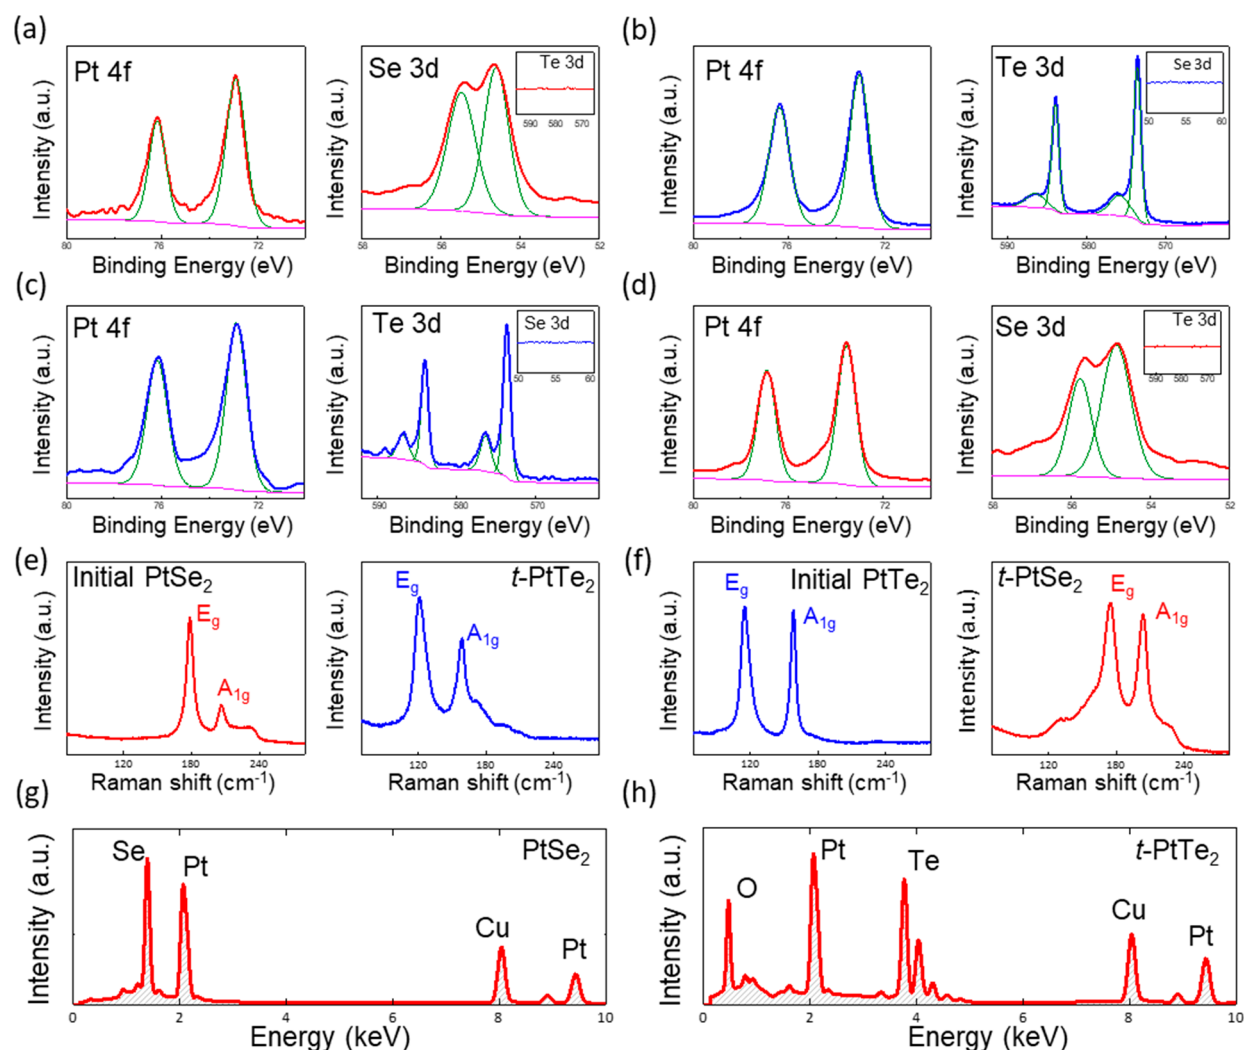 (a)
Pt 4f
Intensity (a.u.)
80 76 72
Binding Energy (eV)
Se 3d
Te 3d
590 580 570
Intensity (a.u.)
58 56 54 52
Binding Energy (eV)
(b)
Pt 4f
Intensity (a.u.)
80 76 72
Binding Energy (eV)
Te 3d
Se 3d
50 55 60
Intensity (a.u.)
590 580 570
Binding Energy (eV)
(c)
Pt 4f
Intensity (a.u.)
80 76 72
Binding Energy (eV)
Te 3d
Se 3d
50 55 60
Intensity (a.u.)
590 580 570
Binding Energy (eV)
(d)
Pt 4f
Intensity (a.u.)
80 76 72
Binding Energy (eV)
Se 3d
Te 3d
590 580 570
Intensity (a.u.)
58 56 54 52
Binding Energy (eV)
(e)
Initial PtSe2
Eg
A1g
Intensity (a.u.)
120 180 240
Raman shift (cm-1)
t-PtTe2
Eg
A1g
Intensity (a.u.)
120 180 240
Raman shift (cm-1)
(f)
Initial PtTe2
Eg
A1g
Intensity (a.u.)
120 180 240
Raman shift (cm-1)
t-PtSe2
Eg
A1g
Intensity (a.u.)
120 180 240
Raman shift (cm-1)
(g)
PtSe2
Se
Pt
Cu
Pt
Intensity (a.u.)
0 2 4 6 8 10
Energy (keV)
(h)
t-PtTe2
O
Pt
Te
Cu
Pt
Intensity (a.u.)
0 2 4 6 8 10
Energy (keV)